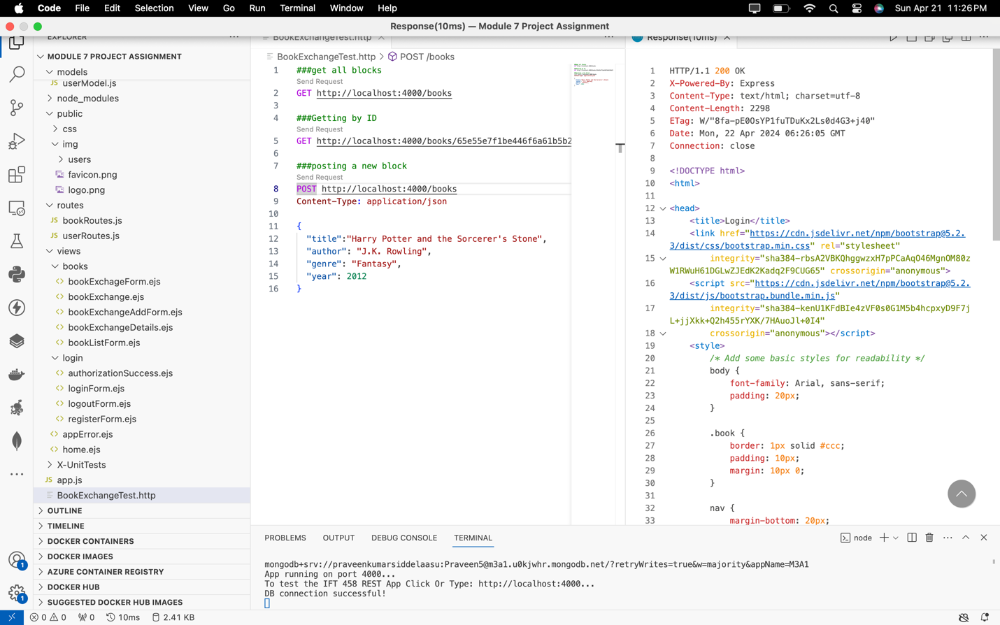 Code File Edit Selection View Go Run Terminal Window Help Sun Apr 21 11:26 PM
Response(10ms) — Module 7 Project Assignment
EXPLORER
MODULE 7 PROJECT ASSIGNMENT
models
JS userModel.js
node_modules
public
css
img
users
favicon.png
logo.png
routes
JS bookRoutes.js
JS userRoutes.js
views
books
<> bookExchageForm.ejs
<> bookExchange.ejs
<> bookExchangeAddForm.ejs
<> bookExchangeDetails.ejs
<> bookListForm.ejs
login
<> authorizationSuccess.ejs
<> loginForm.ejs
<> logoutForm.ejs
<> registerForm.ejs
<> appError.ejs
<> home.ejs
X-UnitTests
JS app.js
BookExchangeTest.http
OUTLINE
TIMELINE
DOCKER CONTAINERS
DOCKER IMAGES
AZURE CONTAINER REGISTRY
DOCKER HUB
SUGGESTED DOCKER HUB IMAGES
1
1
BookExchangeTest.http
BookExchangeTest.http > POST /books
1 ###get all blocks
Send Request
2 GET http://localhost:4000/books
3
4 ###Getting by ID
Send Request
5 GET http://localhost:4000/books/65e55e7f1be446f6a61b5b2
6
7 ###posting a new block
Send Request
8 POST http://localhost:4000/books
9 Content-Type: application/json
10
11 {
12 "title":"Harry Potter and the Sorcerer's Stone",
13 "author": "J.K. Rowling",
14 "genre": "Fantasy",
15 "year": 2012
16 }
Response(10ms)
1 HTTP/1.1 200 OK
2 X-Powered-By: Express
3 Content-Type: text/html; charset=utf-8
4 Content-Length: 2298
5 ETag: W/"8fa-pE0OsYP1fuTDuKx2Ls0d4G3+j40"
6 Date: Mon, 22 Apr 2024 06:26:05 GMT
7 Connection: close
8
9 <!DOCTYPE html>
10 <html>
11
12 <head>
13 <title>Login</title>
14 <link href="https://cdn.jsdelivr.net/npm/bootstrap@5.2.
3/dist/css/bootstrap.min.css" rel="stylesheet"
15 integrity="sha384-rbsA2VBKQhggwzxH7pPCaAqO46MgnOM80z
W1RWuH61DGLwZJEdK2Kadq2F9CUG65" crossorigin="anonymous">
16 <script src="https://cdn.jsdelivr.net/npm/bootstrap@5.2.
3/dist/js/bootstrap.bundle.min.js"
17 integrity="sha384-kenU1KFdBIe4zVF0s0G1M5b4hcpxyD9F7j
L+jjXkk+Q2h455rYXK/7HAuoJl+0I4"
18 crossorigin="anonymous"></script>
19 <style>
20 /* Add some basic styles for readability */
21 body {
22 font-family: Arial, sans-serif;
23 padding: 20px;
24 }
25
26 .book {
27 border: 1px solid #ccc;
28 padding: 10px;
29 margin: 10px 0;
30 }
31
32 nav {
33 margin-bottom: 20px;
PROBLEMS OUTPUT DEBUG CONSOLE TERMINAL node
mongodb+srv://praveenkumarsiddelaasu:Praveen5@m3a1.u0kjwhr.mongodb.net/?retryWrites=true&w=majority&appName=M3A1
App running on port 4000...
To test the IFT 458 REST App Click Or Type: http://localhost:4000...
DB connection successful!
0 0 0 10ms 2.41 KB